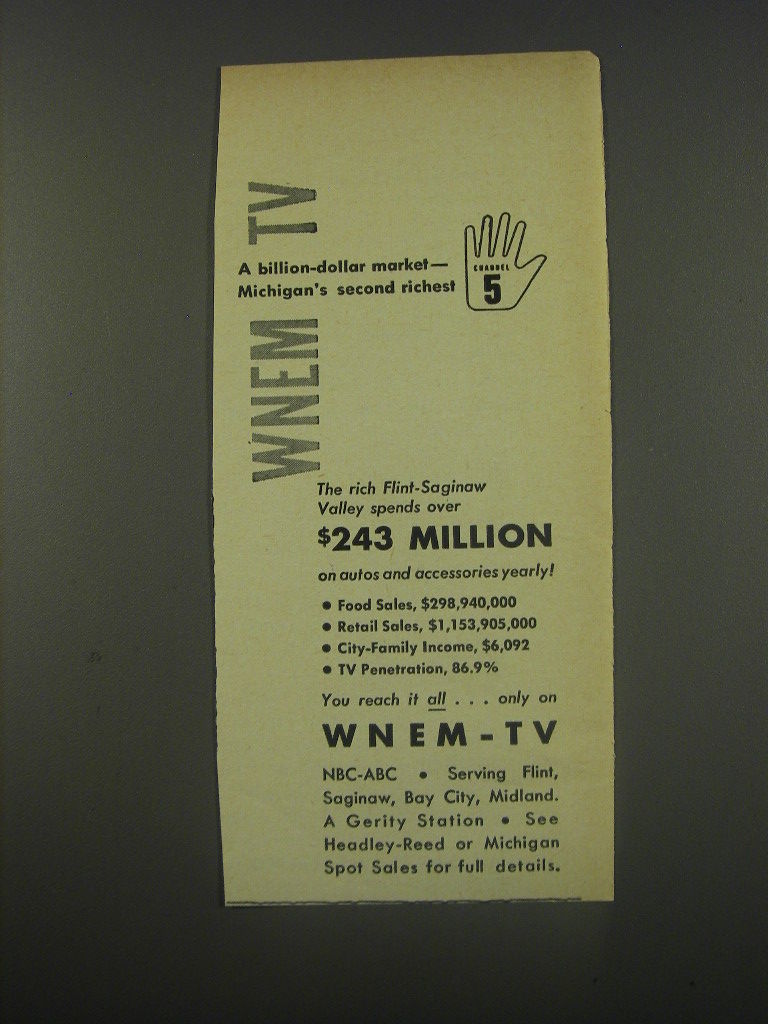 WNEM TV
A billion-dollar market—
Michigan's second richest
CHANNEL
5
The rich Flint-Saginaw
Valley spends over
$243 MILLION
on autos and accessories yearly!
• Food Sales, $298,940,000
• Retail Sales, $1,153,905,000
• City-Family Income, $6,092
• TV Penetration, 86.9%
You reach it all . . . only on
WNEM-TV
NBC-ABC • Serving Flint,
Saginaw, Bay City, Midland.
A Gerity Station • See
Headley-Reed or Michigan
Spot Sales for full details.